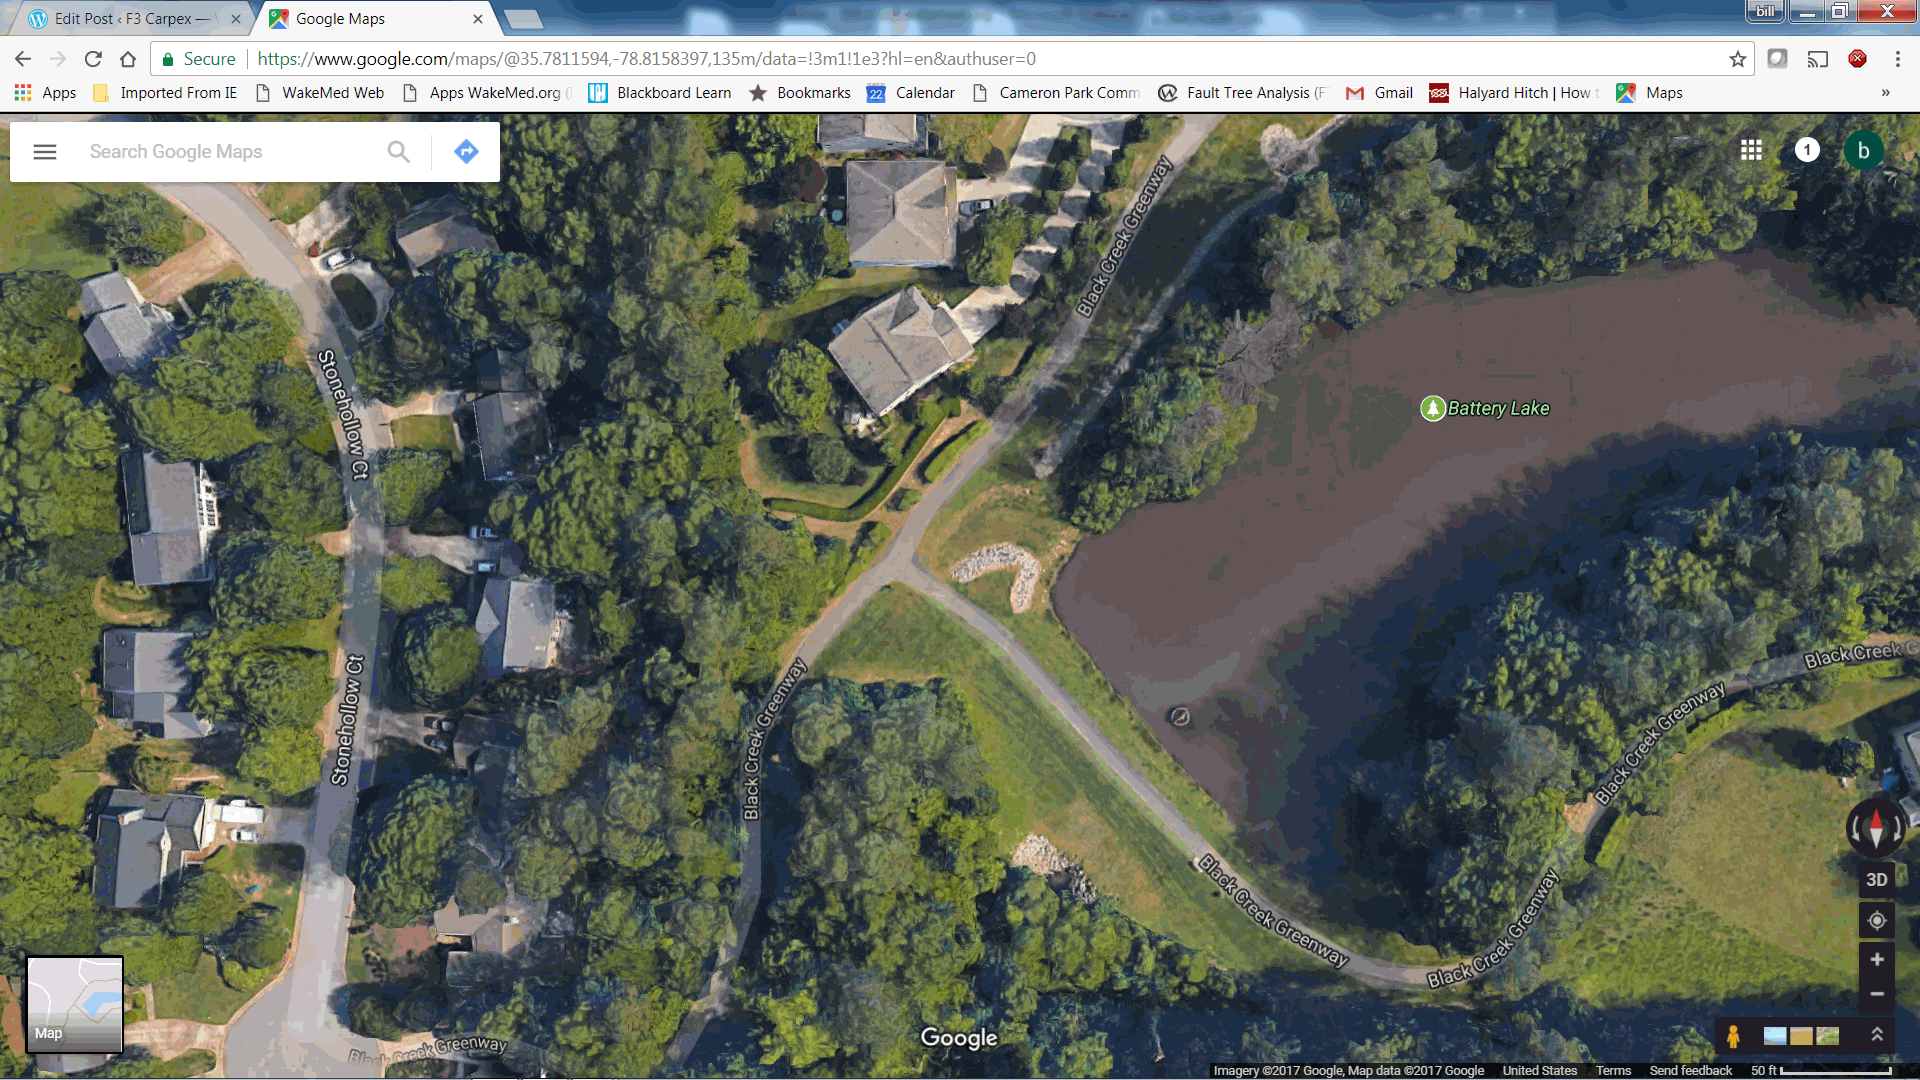 Edit Post ‹ F3 Carpex —
Google Maps
bill
Secure
https://www.google.com/maps/@35.7811594,-78.8158397,135m/data=!3m1!1e3?hl=en&authuser=0
Apps
Imported From IE
WakeMed Web
Apps WakeMed.org
Blackboard Learn
Bookmarks
22
Calendar
Cameron Park Comm
Fault Tree Analysis (F
Gmail
Halyard Hitch | How t
Maps
»
Search Google Maps
1
b
Black Creek Greenway
Stonehollow Ct
Battery Lake
Black Creek Greenway
Stonehollow Ct
Black Creek G
Black Creek Greenway
Black Creek Greenway
Black Creek Greenway
Black Creek Greenway
3D
Map
Google
Black Creek Greenway
Imagery ©2017 Google, Map data ©2017 Google
United States
Terms
Send feedback
50 ft